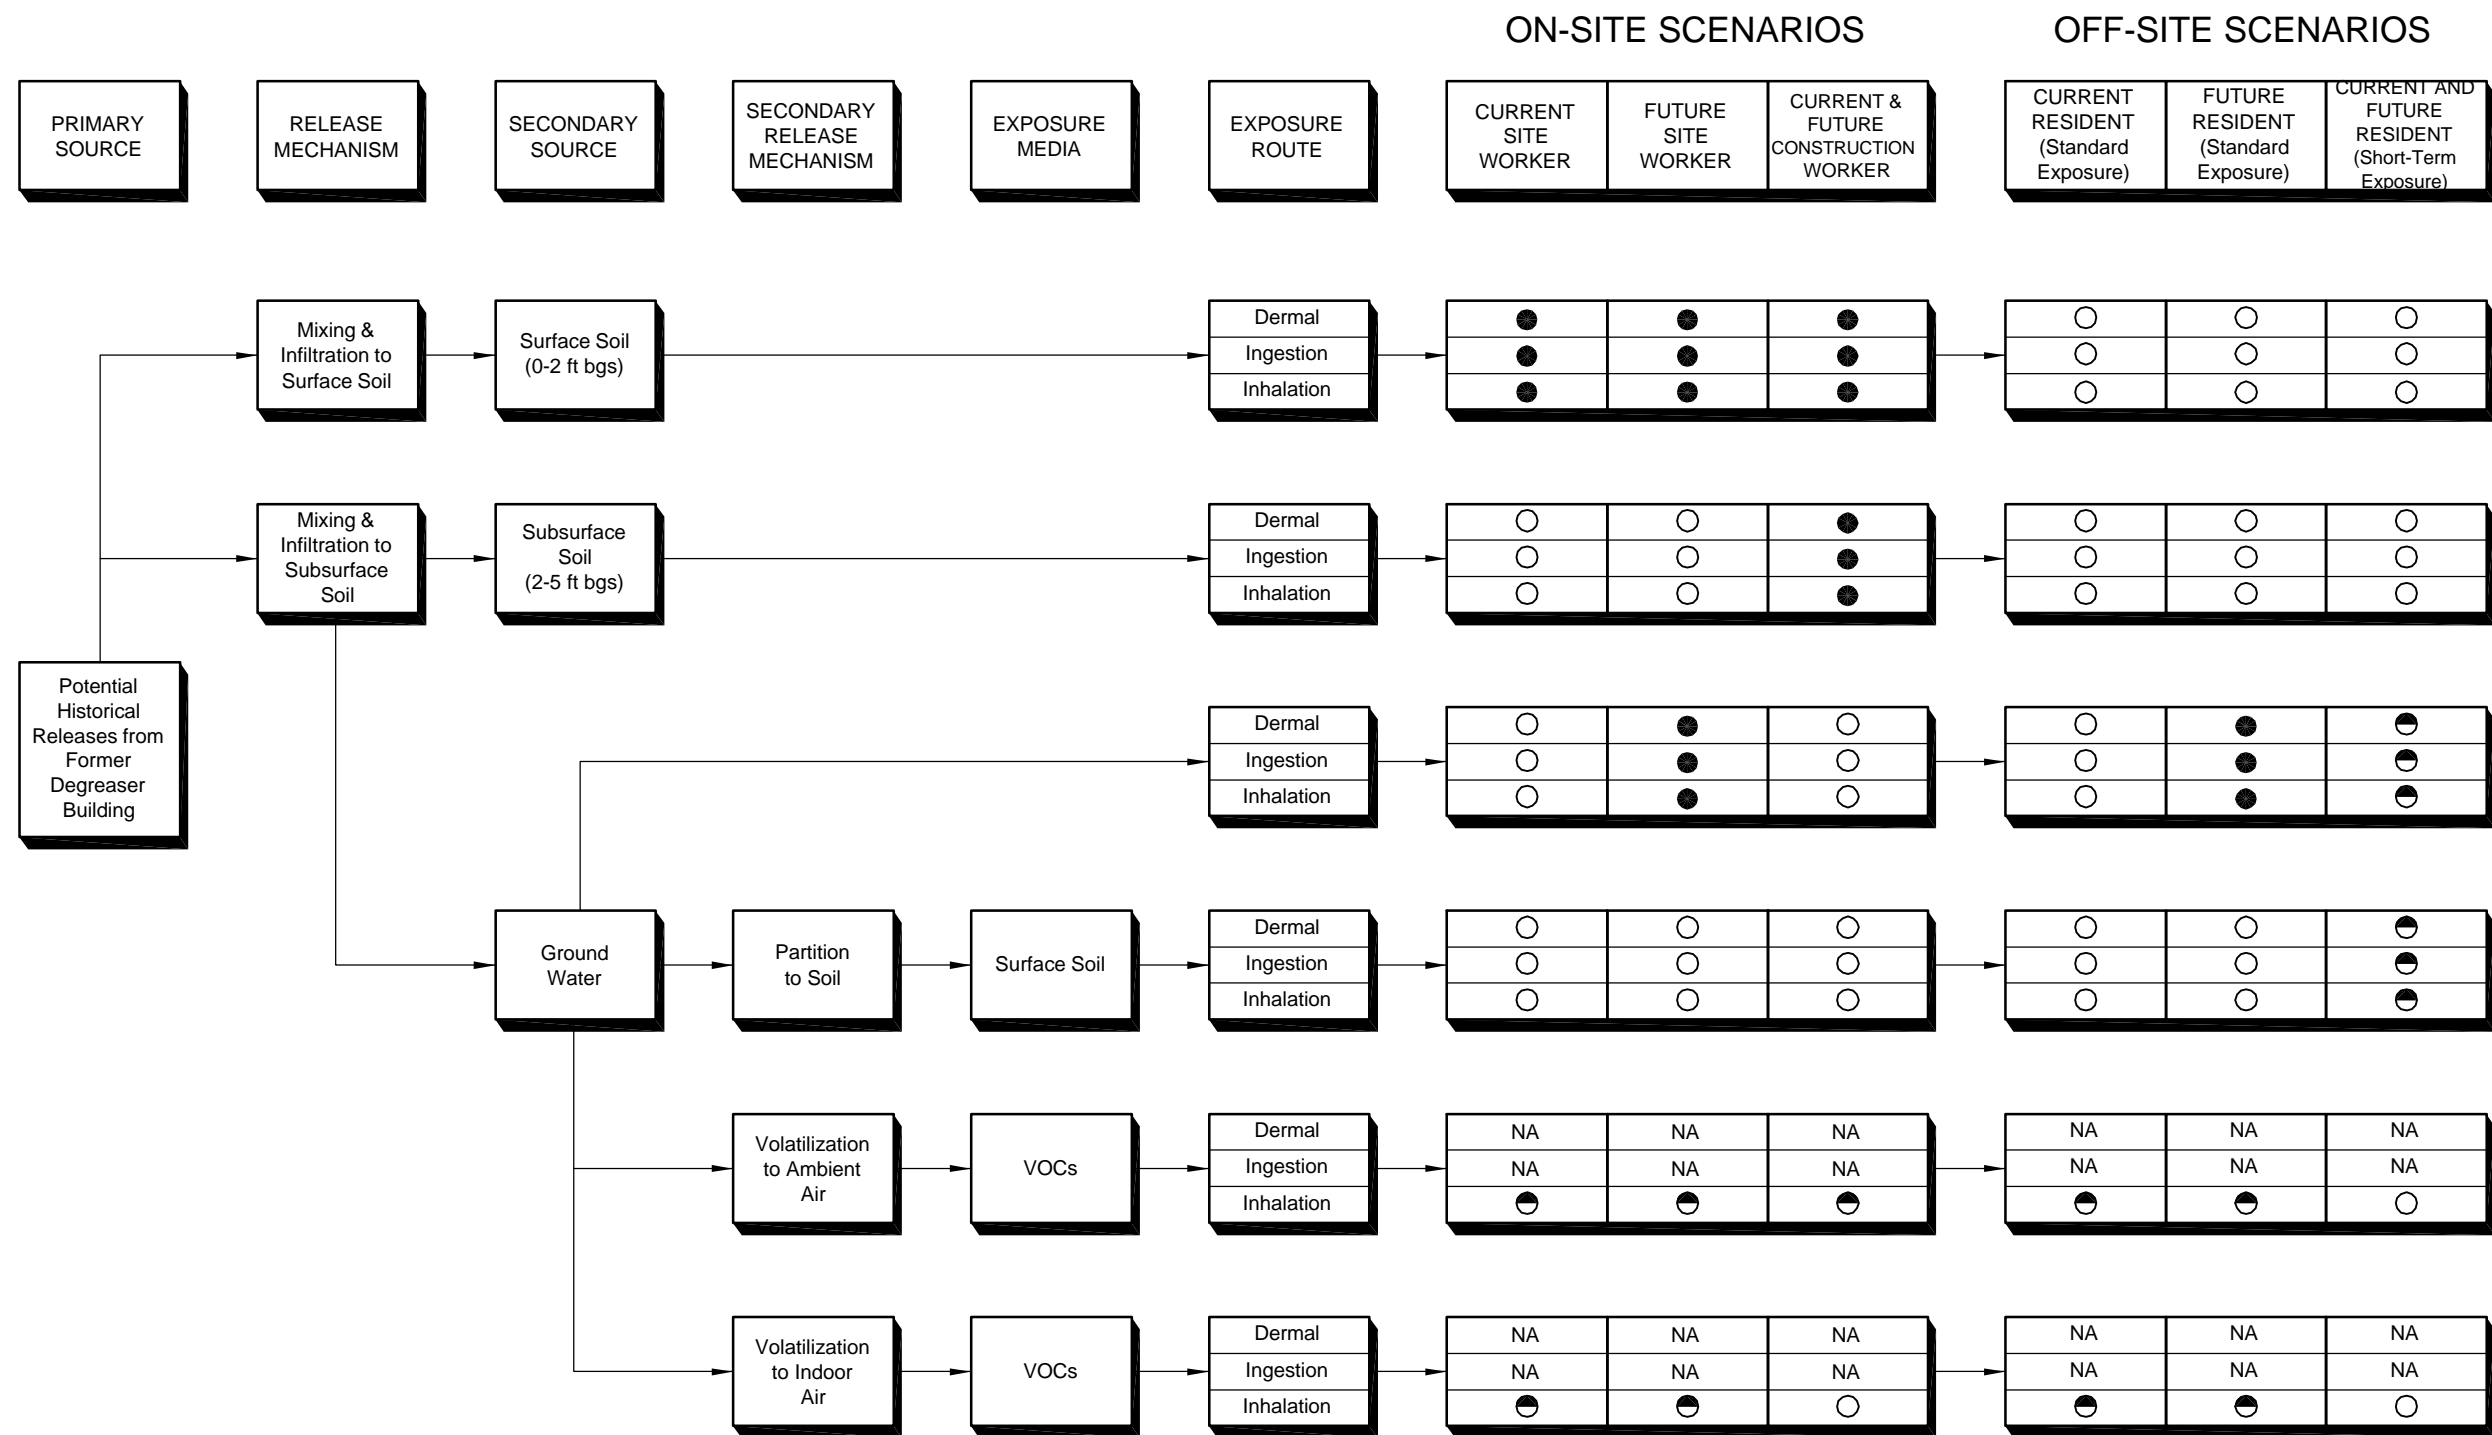 ON-SITE SCENARIOS
OFF-SITE SCENARIOS
PRIMARY
SOURCE
RELEASE
MECHANISM
SECONDARY
SOURCE
SECONDARY
RELEASE
MECHANISM
EXPOSURE
MEDIA
EXPOSURE
ROUTE
CURRENT
SITE
WORKER
FUTURE
SITE
WORKER
CURRENT &
FUTURE
CONSTRUCTION
WORKER
CURRENT
RESIDENT
(Standard
Exposure)
FUTURE
RESIDENT
(Standard
Exposure)
CURRENT AND
FUTURE
RESIDENT
(Short-Term
Exposure)
Mixing &
Infiltration to
Surface Soil
Surface Soil
(0-2 ft bgs)
Dermal
Ingestion
Inhalation
Mixing &
Infiltration to
Subsurface
Soil
Subsurface
Soil
(2-5 ft bgs)
Dermal
Ingestion
Inhalation
Potential
Historical
Releases from
Former
Degreaser
Building
Dermal
Ingestion
Inhalation
Ground
Water
Partition
to Soil
Surface Soil
Dermal
Ingestion
Inhalation
Volatilization
to Ambient
Air
VOCs
Dermal
Ingestion
Inhalation
NA NA NA NA NA NA
NA NA NA NA NA NA
Volatilization
to Indoor
Air
VOCs
Dermal
Ingestion
Inhalation
NA NA NA NA NA NA
NA NA NA NA NA NA